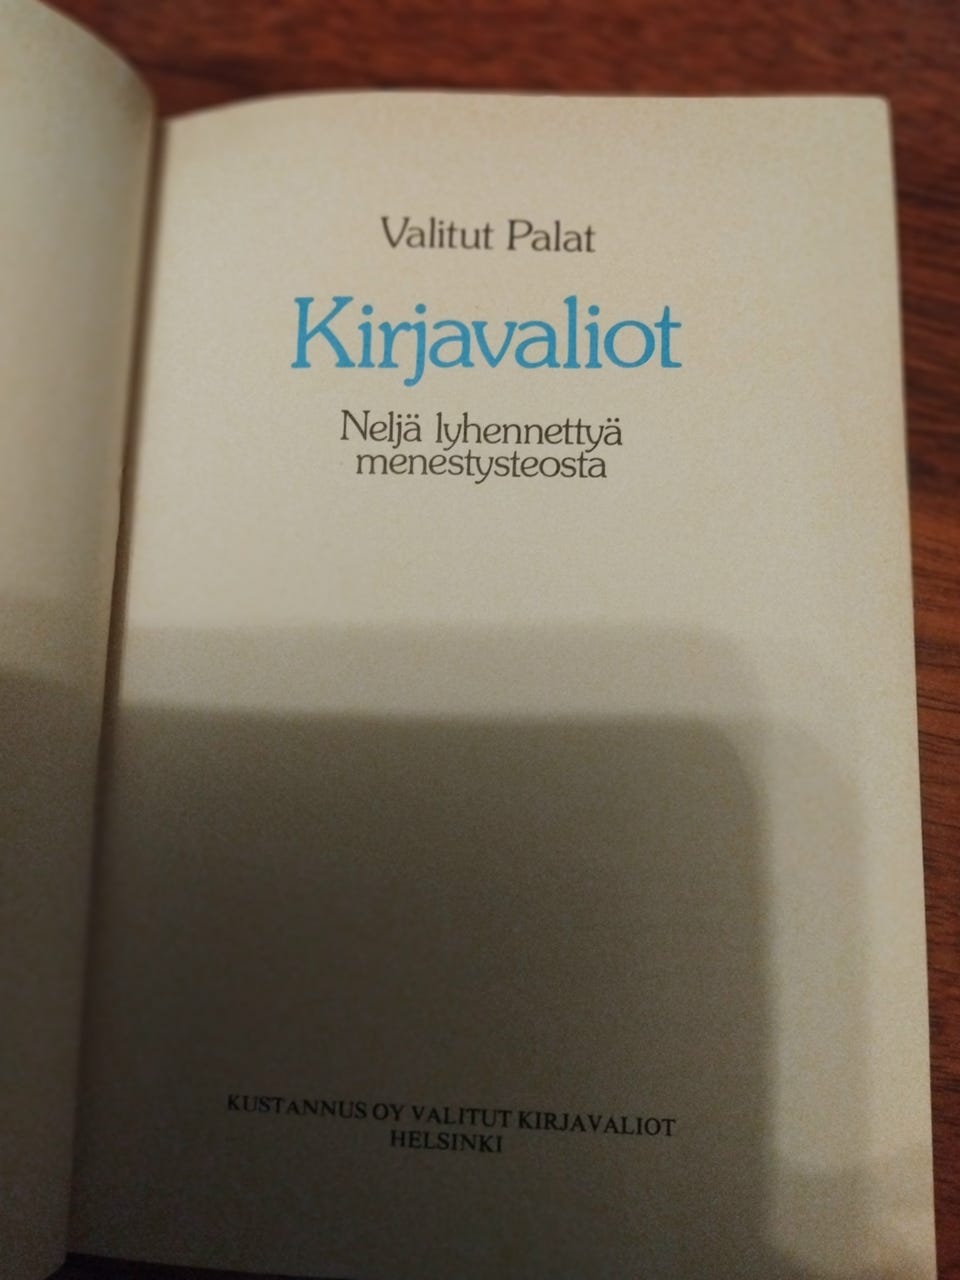 Valitut Palat
Kirjavaliot
Neljä lyhennettyä
menestysteosta
KUSTANNUS OY VALITUT KIRJAVALIOT
HELSINKI